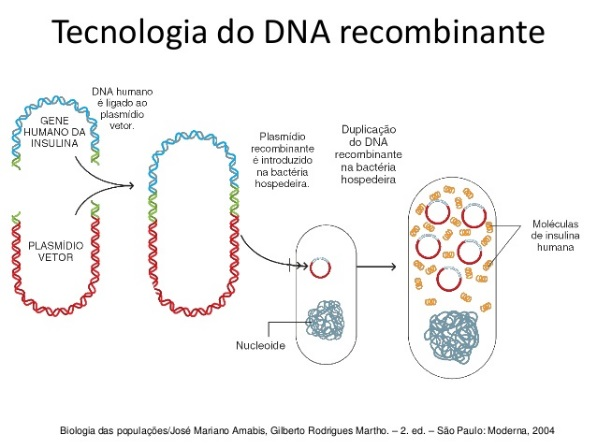 Tecnologia do DNA recombinante
DNA humano
é ligado ao
plasmídio
vetor.
GENE
HUMANO DA
INSULINA
PLASMÍDIO
VETOR
Plasmídio
recombinante
é introduzido
na bactéria
hospedeira.
Duplicação
do DNA
recombinante
na bactéria
hospedeira
Nucleoide
Moléculas
de insulina
humana
Biologia das populações/José Mariano Amabis, Gilberto Rodrigues Martho. – 2. ed. – São Paulo: Moderna, 2004